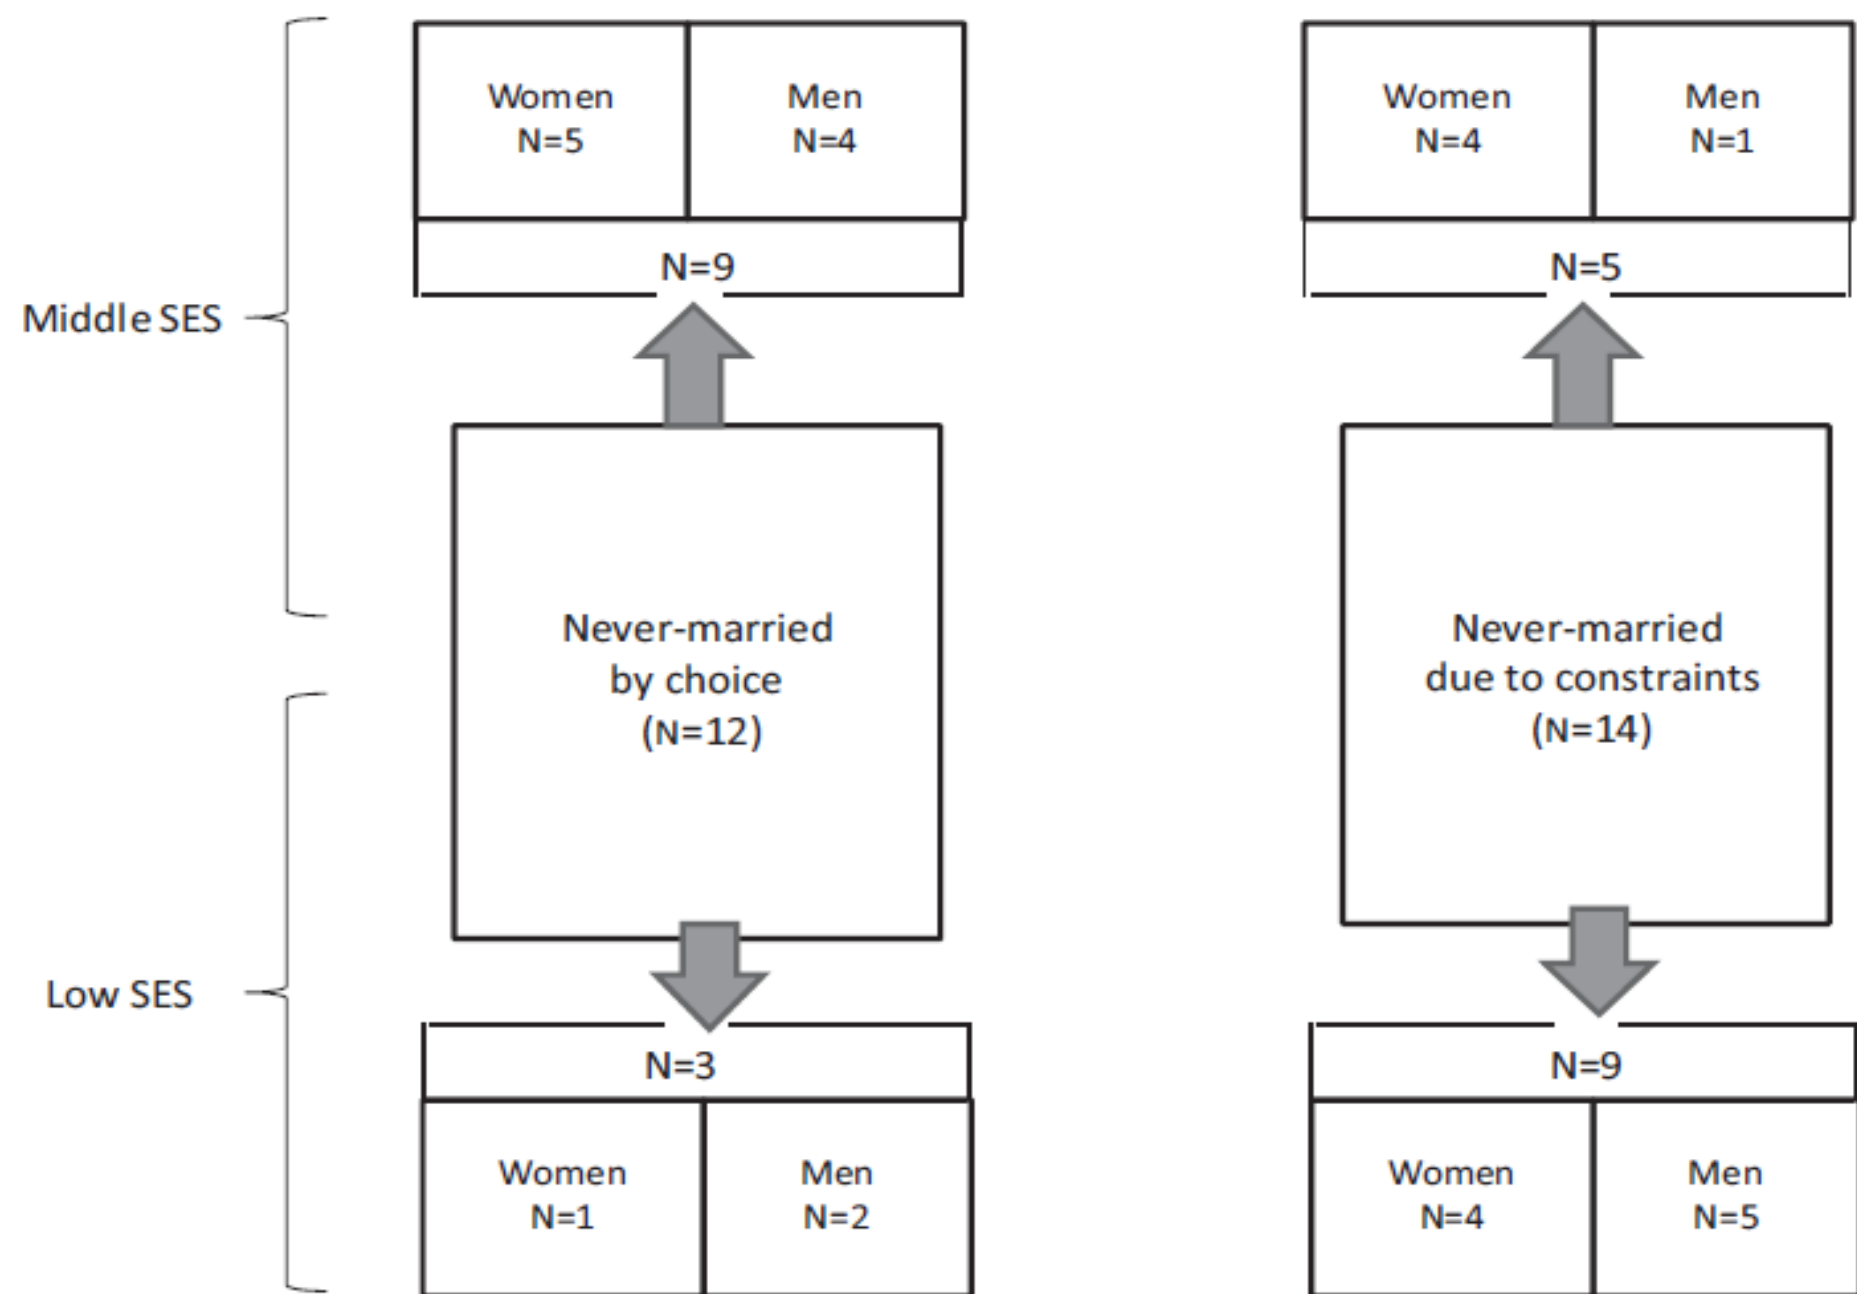 Women
N=5
Men
N=4
N=9
Women
N=4
Men
N=1
N=5
Middle SES
Never-married
by choice
(N=12)
Never-married
due to constraints
(N=14)
Low SES
N=3
Women
N=1
Men
N=2
N=9
Women
N=4
Men
N=5